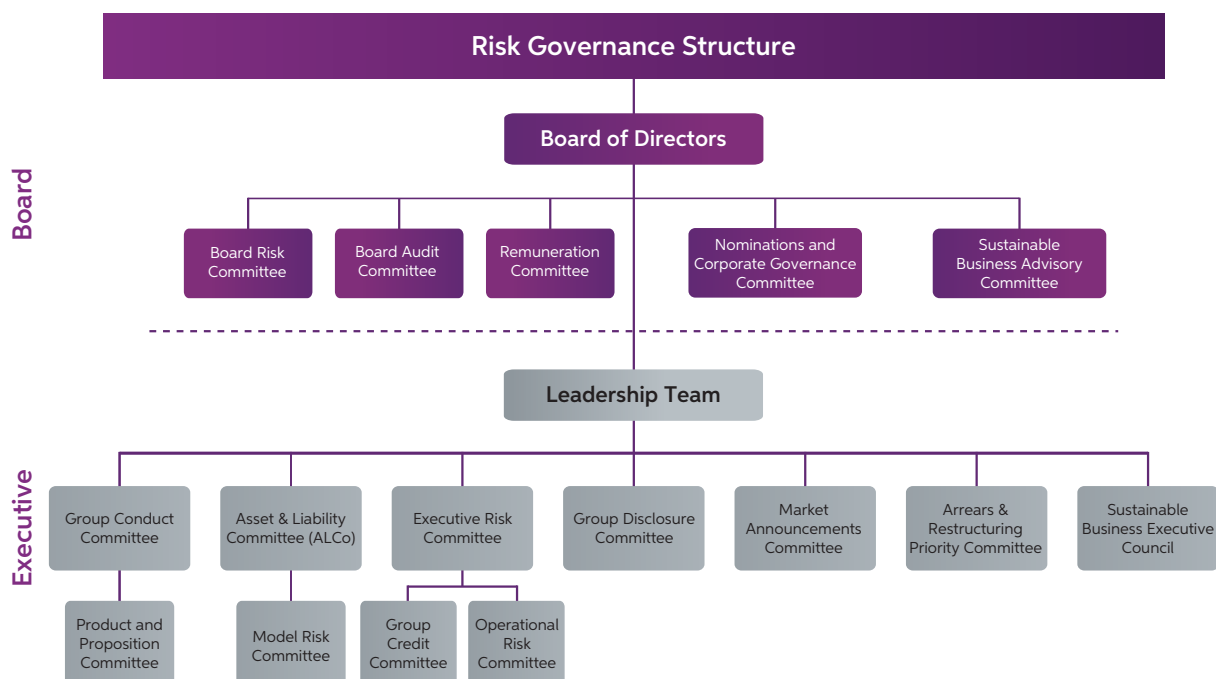 Risk Governance Structure
Board
Board of Directors
Board Risk
Committee
Board Audit
Committee
Remuneration
Committee
Nominations and
Corporate Governance
Committee
Sustainable
Business Advisory
Committee
Executive
Leadership Team
Group Conduct
Committee
Asset & Liability
Committee (ALCo)
Executive Risk
Committee
Group Disclosure
Committee
Market
Announcements
Committee
Arrears &
Restructuring
Priority Committee
Sustainable
Business Executive
Council
Product and
Proposition
Committee
Model Risk
Committee
Group
Credit
Committee
Operational
Risk
Committee